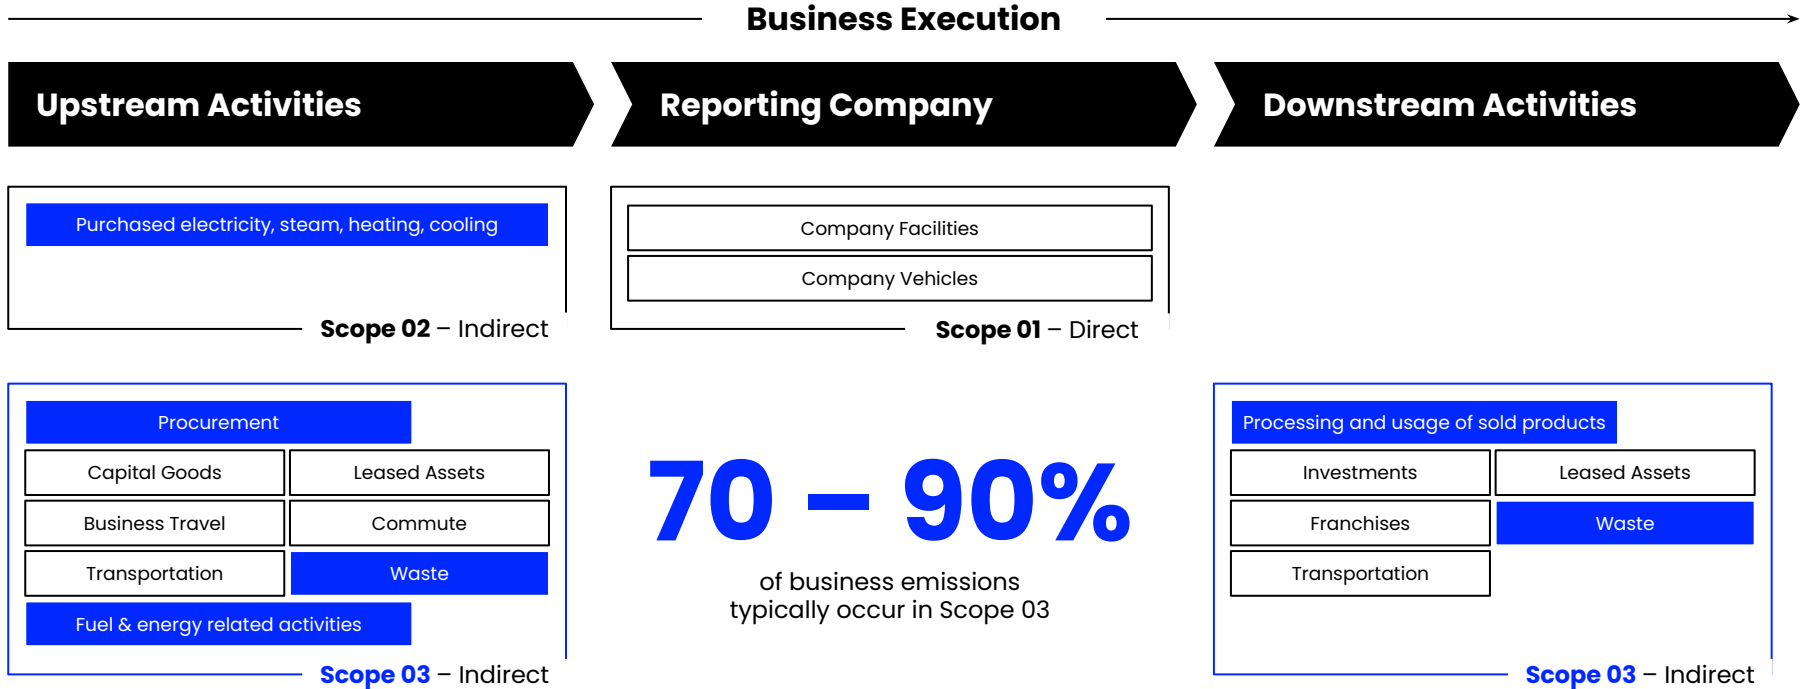 Business Execution
Upstream Activities
Reporting Company
Downstream Activities
Purchased electricity, steam, heating, cooling
Scope 02 – Indirect
Company Facilities
Company Vehicles
Scope 01 – Direct
Procurement
Capital Goods
Leased Assets
Business Travel
Commute
Transportation
Waste
Fuel & energy related activities
Scope 03 – Indirect
70 – 90%
of business emissions
typically occur in Scope 03
Processing and usage of sold products
Investments
Leased Assets
Franchises
Waste
Transportation
Scope 03 – Indirect